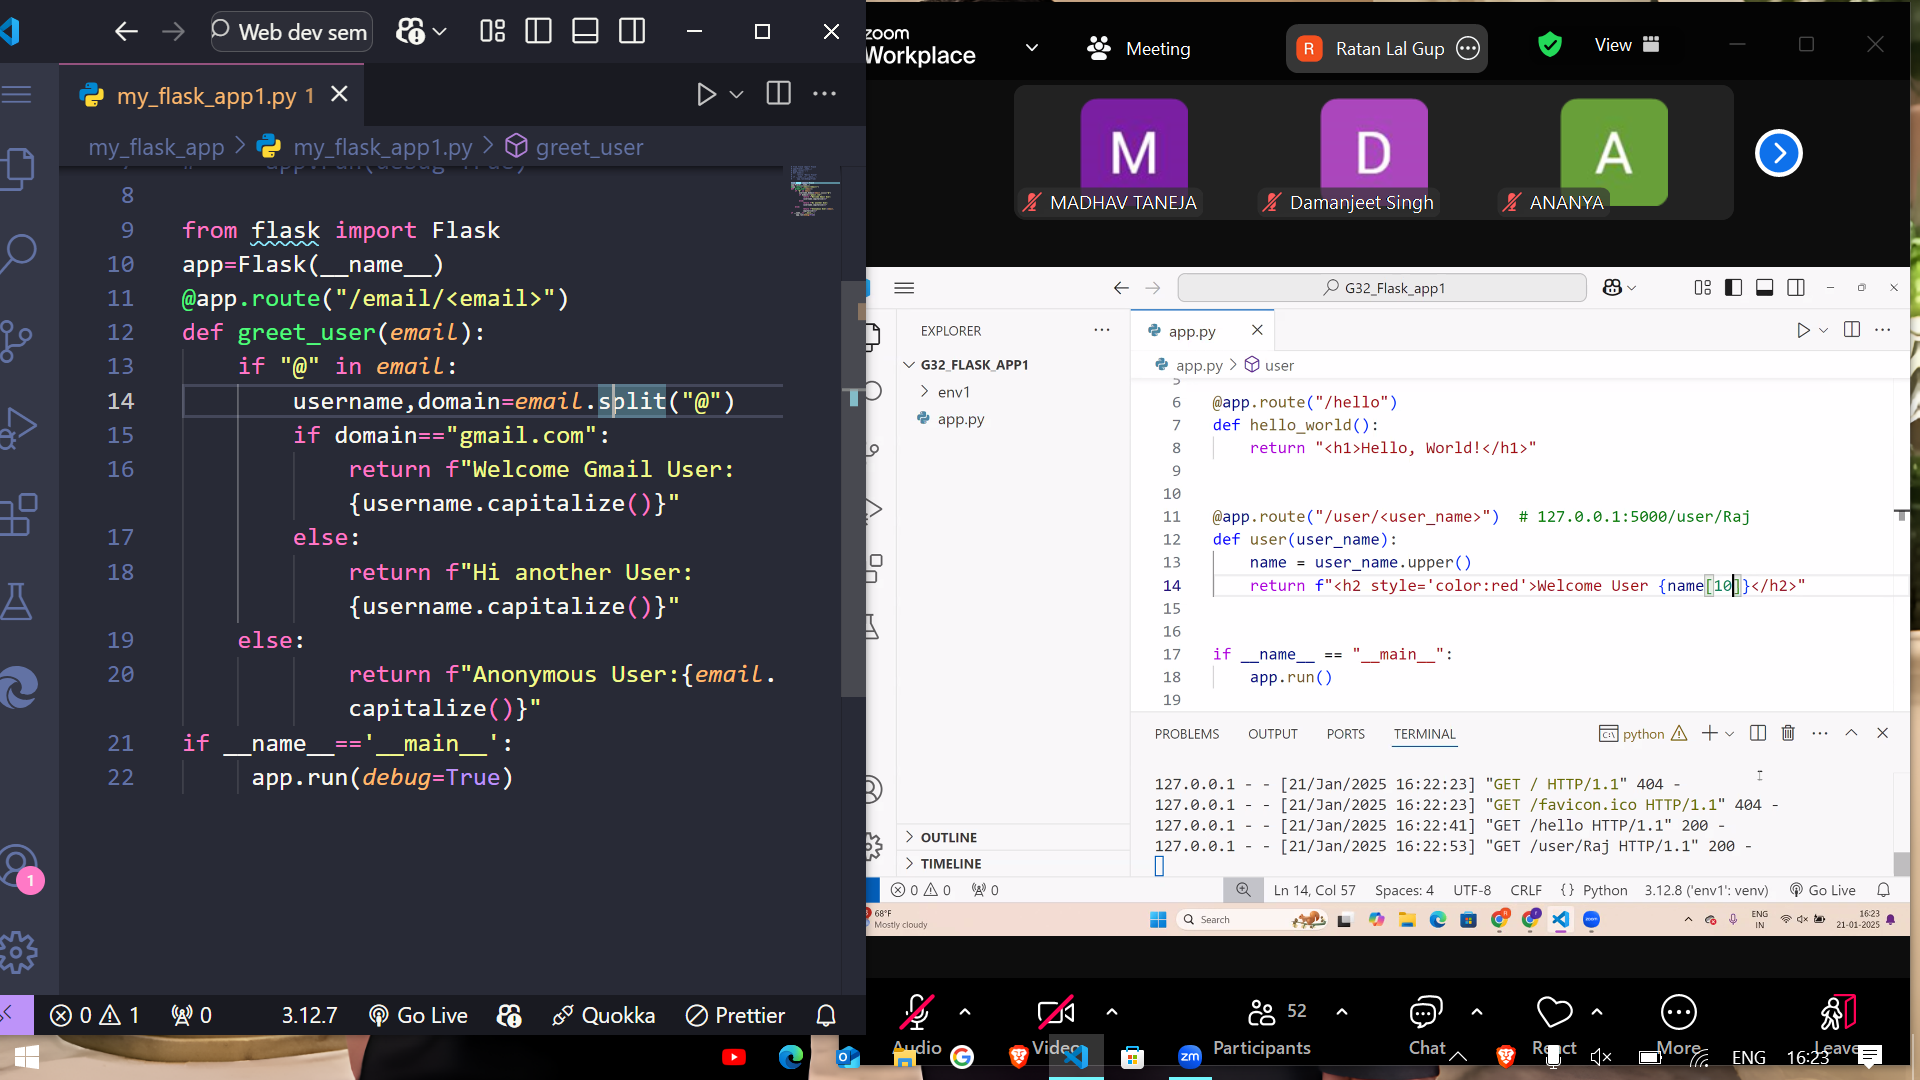 Web dev sem
my_flask_app1.py 1
my_flask_app > my_flask_app1.py > greet_user
8
9 from flask import Flask
10 app=Flask(__name__)
11 @app.route("/email/<email>")
12 def greet_user(email):
13 if "@" in email:
14 username,domain=email.split("@")
15 if domain=="gmail.com":
16 return f"Welcome Gmail User:
{username.capitalize()}"
17 else:
18 return f"Hi another User:
{username.capitalize()}"
19 else:
20 return f"Anonymous User:{email.
capitalize()}"
21 if __name__=='__main__':
22 app.run(debug=True)
1
0 1 0 3.12.7 Go Live Quokka Prettier
zoom
Workplace
Meeting
R Ratan Lal Gup
View
M
MADHAV TANEJA
D
Damanjeet Singh
A
ANANYA
G32_Flask_app1
EXPLORER
G32_FLASK_APP1
env1
app.py
app.py
app.py > user
5
6 @app.route("/hello")
7 def hello_world():
8 return "<h1>Hello, World!</h1>"
9
10
11 @app.route("/user/<user_name>") # 127.0.0.1:5000/user/Raj
12 def user(user_name):
13 name = user_name.upper()
14 return f"<h2 style='color:red'>Welcome User {name[10]}</h2>"
15
16
17 if __name__ == "__main__":
18 app.run()
19
PROBLEMS OUTPUT PORTS TERMINAL python
127.0.0.1 - - [21/Jan/2025 16:22:23] "GET / HTTP/1.1" 404 -
127.0.0.1 - - [21/Jan/2025 16:22:23] "GET /favicon.ico HTTP/1.1" 404 -
127.0.0.1 - - [21/Jan/2025 16:22:41] "GET /hello HTTP/1.1" 200 -
127.0.0.1 - - [21/Jan/2025 16:22:53] "GET /user/Raj HTTP/1.1" 200 -
OUTLINE
TIMELINE
0 0 0 Ln 14, Col 57 Spaces: 4 UTF-8 CRLF {} Python 3.12.8 ('env1': venv) Go Live
68°F
Mostly cloudy
Search
ENG
IN
16:23
21-01-2025
52
Audio Video Participants Chat React More Leave
zm
ENG 16:23